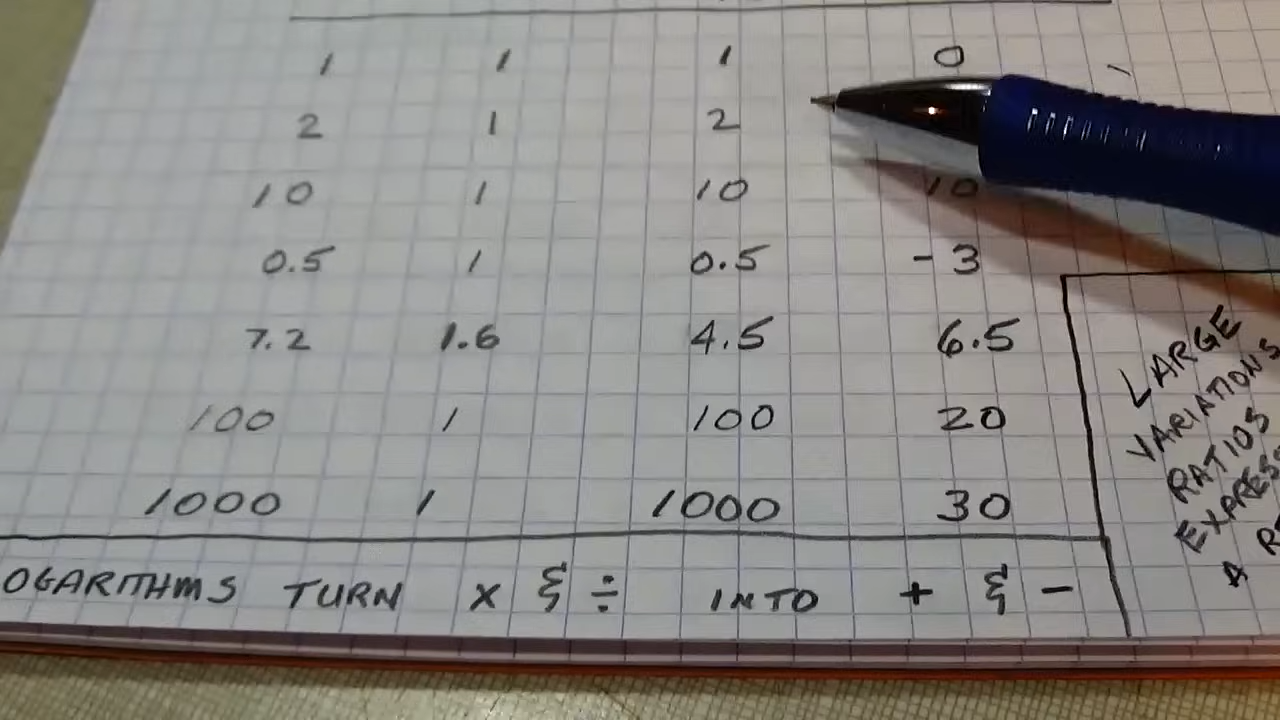 1 1 1 0
2 1 2
10 1 10 10
0.5 1 0.5 -3
7.2 1.6 4.5 6.5
100 1 100 20
1000 1 1000 30
OGARITHMS TURN x & ÷ INTO + & -
LARGE
VARIATIONS
RATIOS
EXPRESS
A R